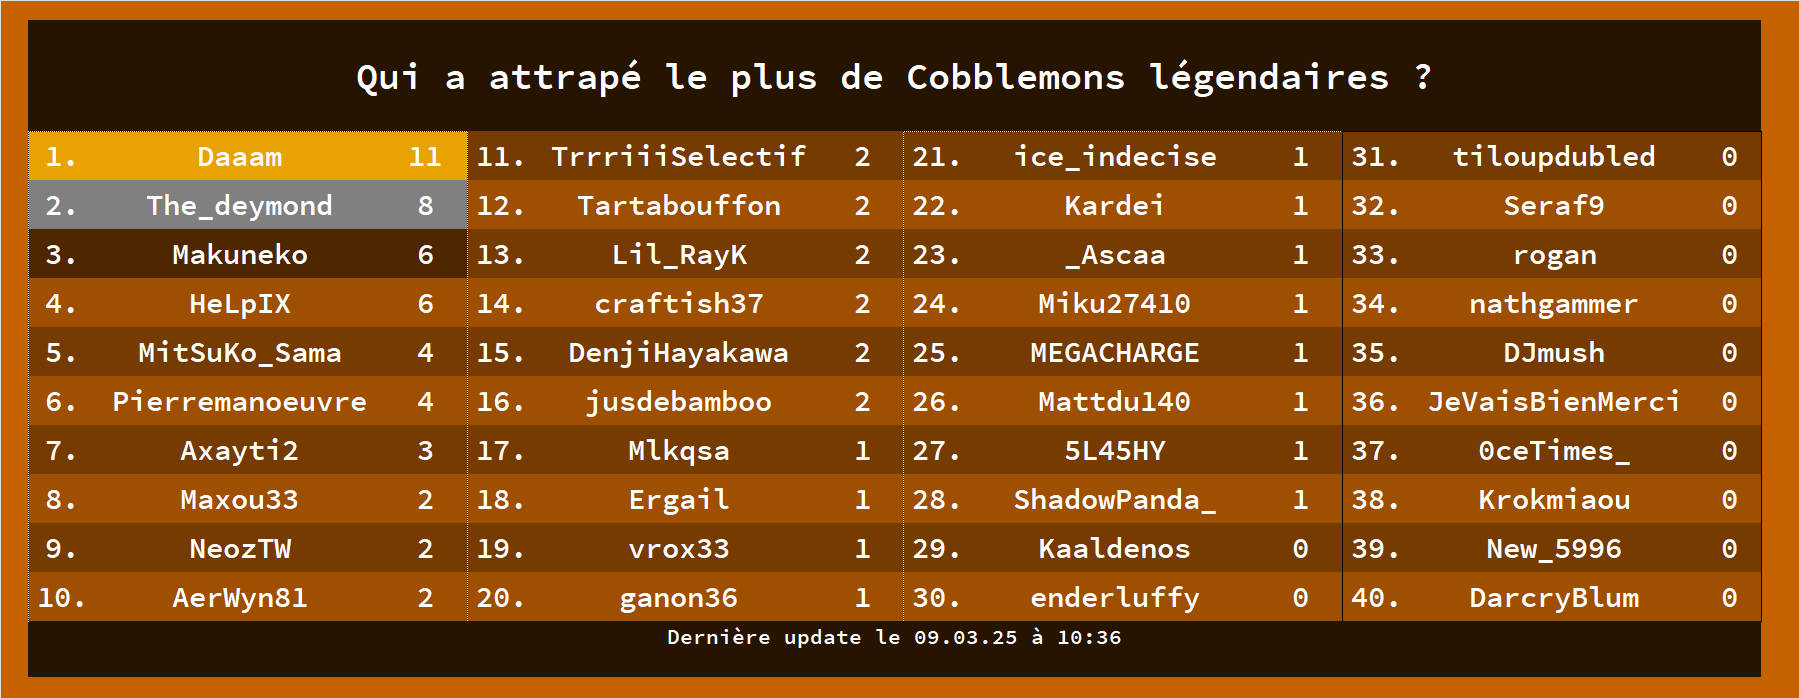 Qui a attrapé le plus de Cobblemons légendaires ?
1. Daaam 11
2. The_deymond 8
3. Makuneko 6
4. HeLpIX 6
5. MitSuKo_Sama 4
6. Pierremanoeuvre 4
7. Axayti2 3
8. Maxou33 2
9. NeozTW 2
10. AerWyn81 2
11. TrrriiiSelectif 2
12. Tartabouffon 2
13. Lil_RayK 2
14. craftish37 2
15. DenjiHayakawa 2
16. jusdebamboo 2
17. Mlkqsa 1
18. Ergail 1
19. vrox33 1
20. ganon36 1
21. ice_indecise 1
22. Kardei 1
23. _Ascaa 1
24. Miku27410 1
25. MEGACHARGE 1
26. Mattdu140 1
27. 5L45HY 1
28. ShadowPanda_ 1
29. Kaaldenos 0
30. enderluffy 0
31. tiloupdubled 0
32. Seraf9 0
33. rogan 0
34. nathgammer 0
35. DJmush 0
36. JeVaisBienMerci 0
37. 0ceTimes_ 0
38. Krokmiaou 0
39. New_5996 0
40. DarcryBlum 0
Dernière update le 09.03.25 à 10:36